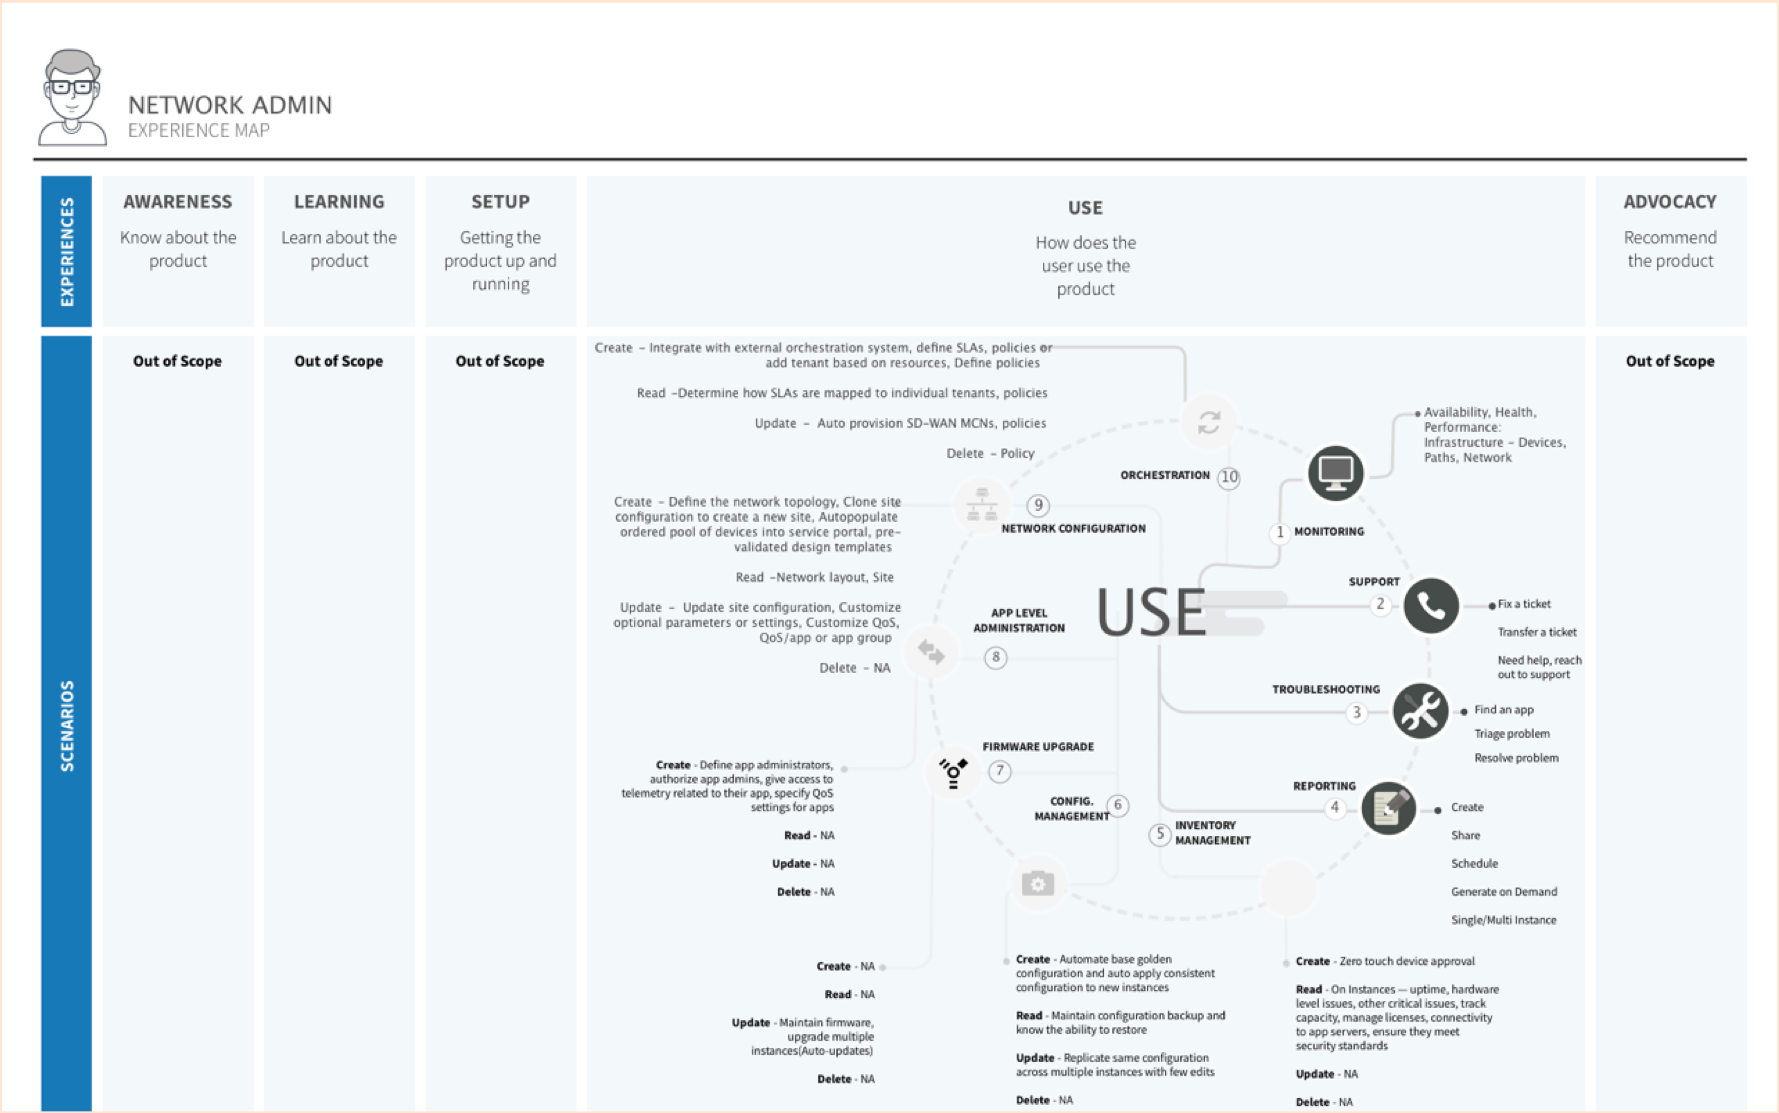 NETWORK ADMIN
EXPERIENCE MAP
EXPERIENCES
AWARENESS
Know about the
product
LEARNING
Learn about the
product
SETUP
Getting the
product up and
running
USE
How does the
user use the
product
ADVOCACY
Recommend
the product
SCENARIOS
Out of Scope
Out of Scope
Out of Scope
Out of Scope
Create – Integrate with external orchestration system, define SLAs, policies or
add tenant based on resources, Define policies
Read –Determine how SLAs are mapped to individual tenants, policies
Update – Auto provision SD-WAN MCNs, policies
Delete – Policy
ORCHESTRATION 10
Availability, Health,
Performance:
Infrastructure – Devices,
Paths, Network
1 MONITORING
Create – Define the network topology, Clone site
configuration to create a new site, Autopopulate
ordered pool of devices into service portal, pre-
validated design templates
Read –Network layout, Site
Update – Update site configuration, Customize
optional parameters or settings, Customize QoS,
QoS/app or app group
Delete – NA
9
NETWORK CONFIGURATION
USE
SUPPORT
2
Fix a ticket
Transfer a ticket
Need help, reach
out to support
APP LEVEL
ADMINISTRATION
8
TROUBLESHOOTING
3
Find an app
Triage problem
Resolve problem
Create - Define app administrators,
authorize app admins, give access to
telemetry related to their app, specify QoS
settings for apps
Read - NA
Update - NA
Delete - NA
FIRMWARE UPGRADE
7
CONFIG.
MANAGEMENT
6
5
INVENTORY
MANAGEMENT
REPORTING
4
Create
Share
Schedule
Generate on Demand
Single/Multi Instance
Create - NA
Read - NA
Update - Maintain firmware,
upgrade multiple
instances(Auto-updates)
Delete - NA
Create - Automate base golden
configuration and auto apply consistent
configuration to new instances
Read - Maintain configuration backup and
know the ability to restore
Update - Replicate same configuration
across multiple instances with few edits
Delete - NA
Create - Zero touch device approval
Read - On Instances — uptime, hardware
level issues, other critical issues, track
capacity, manage licenses, connectivity
to app servers, ensure they meet
security standards
Update - NA
Delete - NA